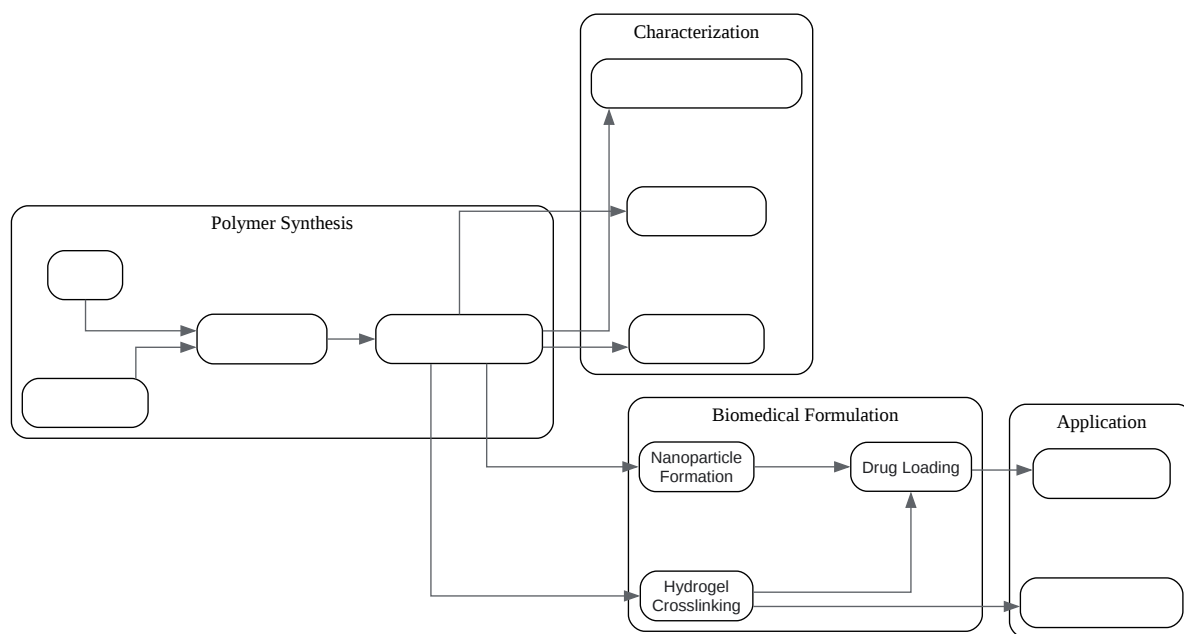 Characterization
Polymer Synthesis
Biomedical Formulation
Application
Nanoparticle
Formation
Drug Loading
Hydrogel
Crosslinking